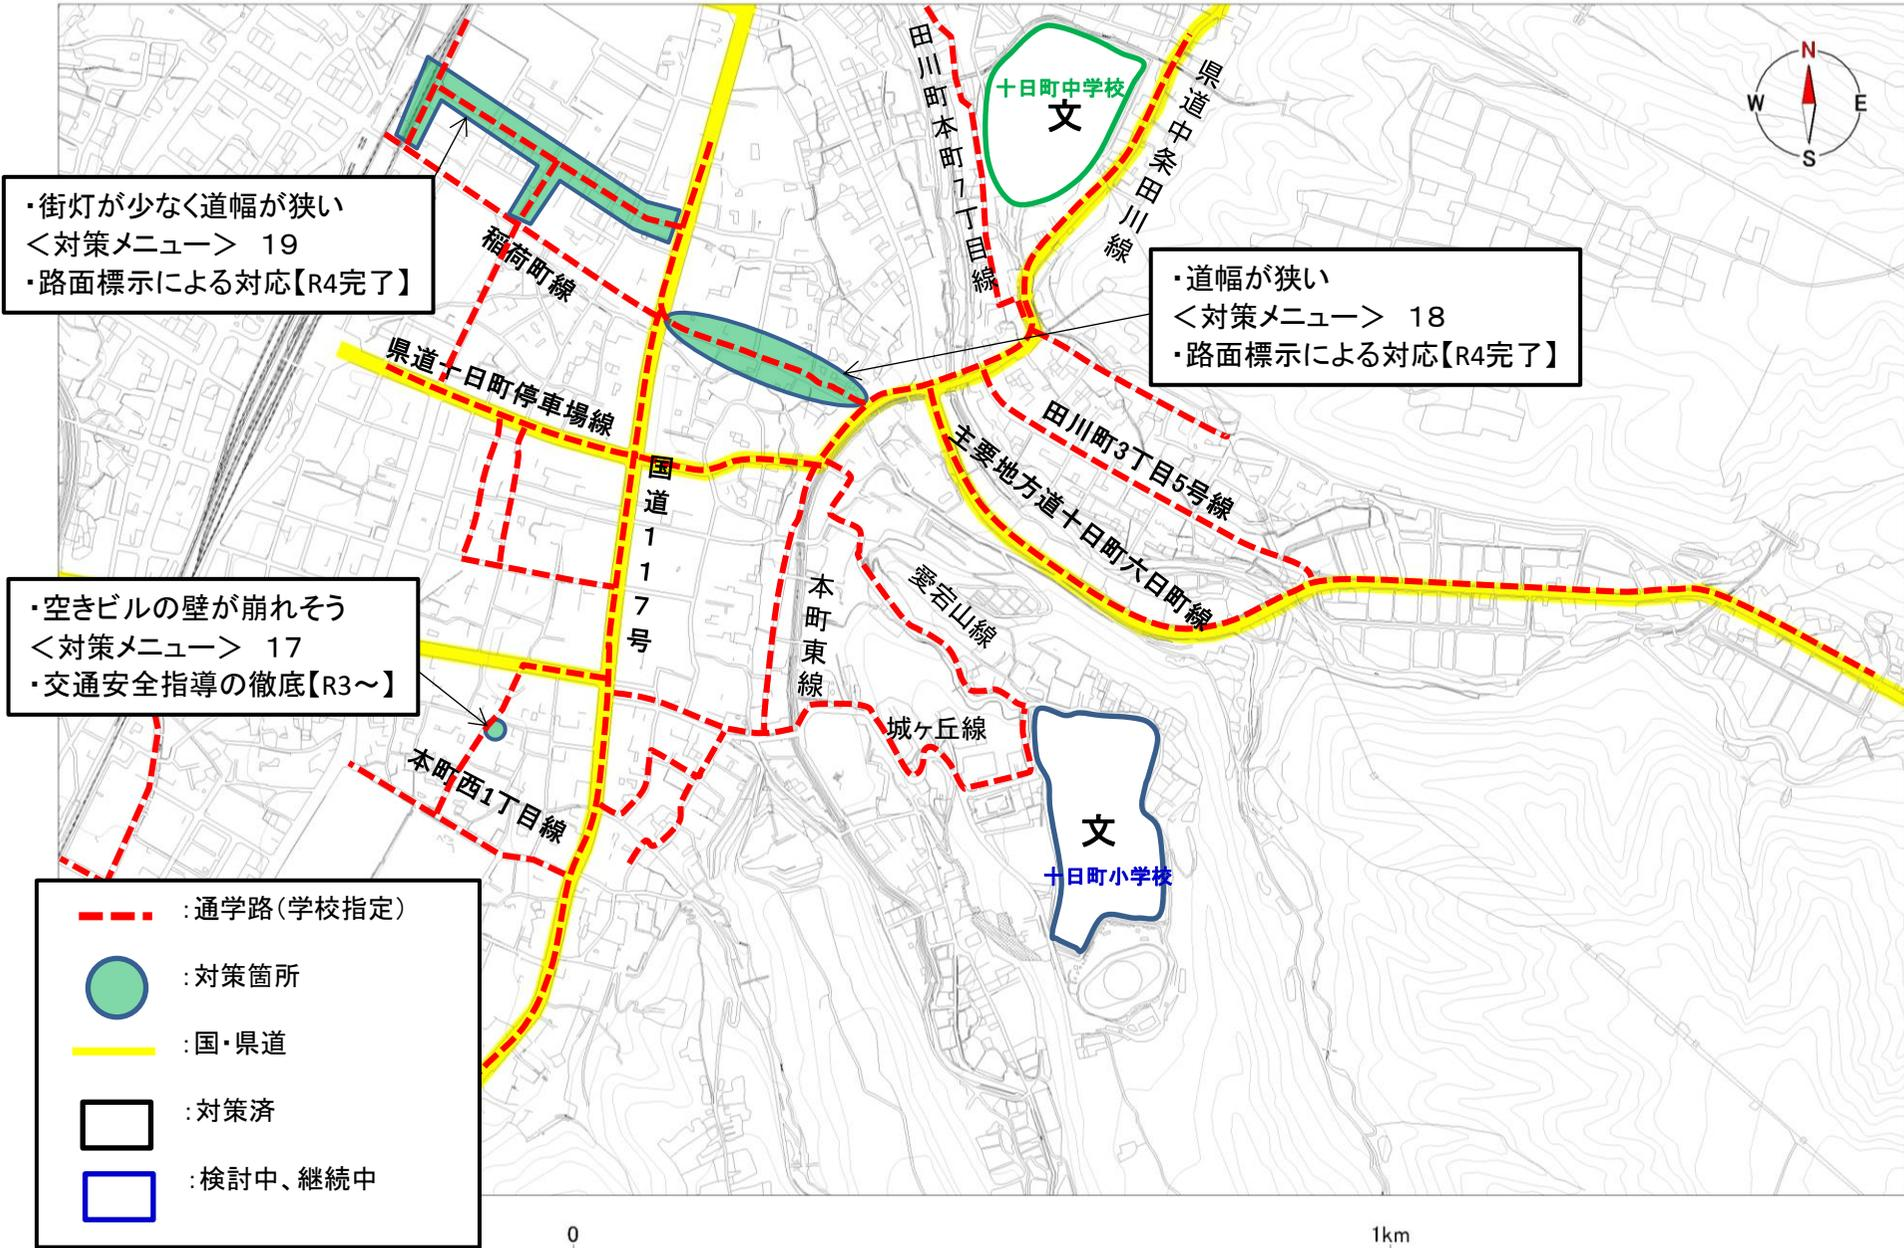 田川町本町7丁目線
十日町中学校
文
県道中条田川線
N
W
E
S
・街灯が少なく道幅が狭い
＜対策メニュー＞　19
・路面標示による対応【R4完了】
稲荷町線
・道幅が狭い
＜対策メニュー＞　18
・路面標示による対応【R4完了】
県道十日町停車場線
国道117号
田川町3丁目5号線
主要地方道十日町六日町線
・空きビルの壁が崩れそう
＜対策メニュー＞　17
・交通安全指導の徹底【R3～】
本町東線
愛宕山線
城ヶ丘線
本町西1丁目線
文
十日町小学校
：通学路（学校指定）
：対策箇所
：国・県道
：対策済
：検討中、継続中
0
1km